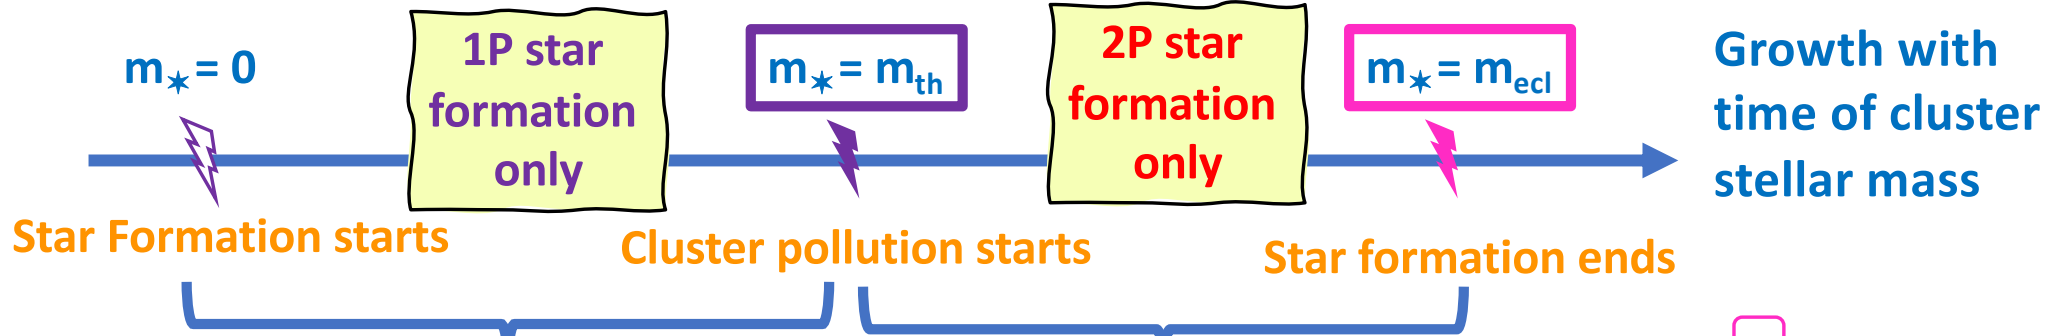 m★= 0
1P star
formation
only
m★= mth
2P star
formation
only
m★= mecl
Growth with
time of cluster
stellar mass
Star Formation starts
Cluster pollution starts
Star formation ends